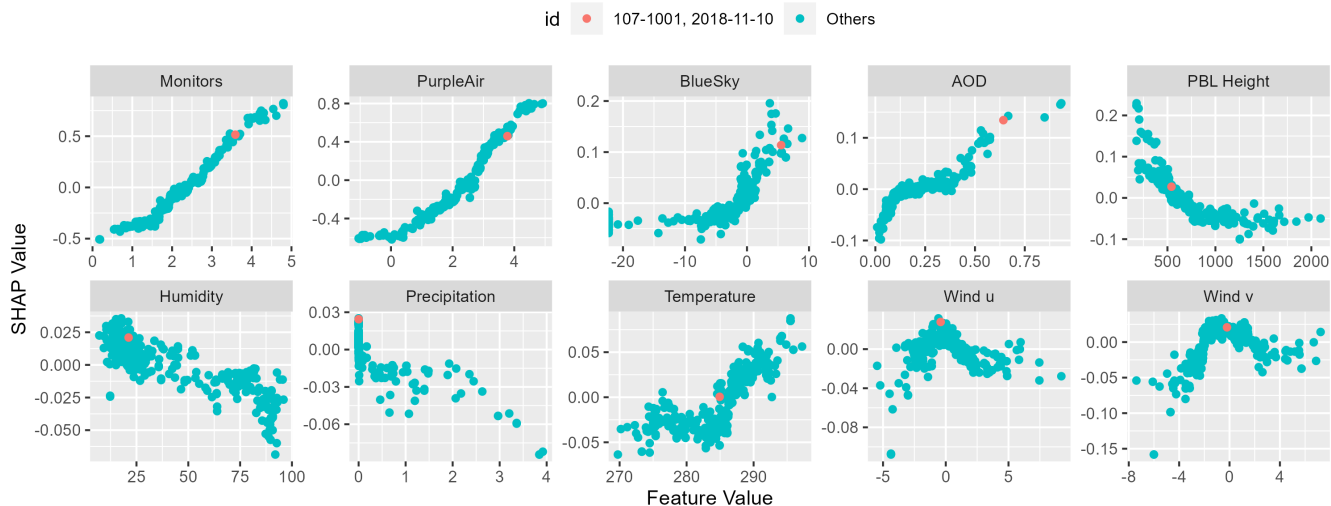 id 107-1001, 2018-11-10 Others
Monitors PurpleAir BlueSky AOD PBL Height
0.5
0.0
-0.5
0 1 2 3 4 5
0.8
0.4
0.0
-0.4
0 2 4
0.2
0.1
0.0
-20 -10 0 10
0.1
0.0
-0.1
0.00 0.25 0.50 0.75
0.2
0.1
0.0
-0.1
500 1000 1500 2000
SHAP Value
Humidity Precipitation Temperature Wind u Wind v
0.025
0.000
-0.025
-0.050
25 50 75 100
0.03
0.00
-0.03
-0.06
0 1 2 3 4
0.05
0.00
-0.05
270 280 290
0.00
-0.04
-0.08
-5 0 5
0.00
-0.05
-0.10
-0.15
-8 -4 0 4
Feature Value